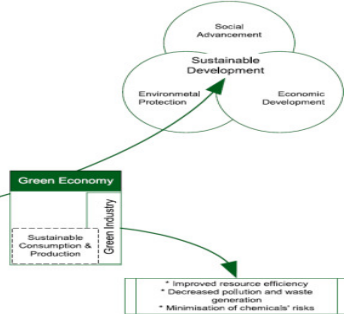 Social
Advancement
Sustainable
Development
Environmetal
Protection
Economic
Development
Green Economy
Green Industry
Sustainable
Consumption &
Production
* Improved resource efficiency
* Decreased pollution and waste
generation
* Minimisation of chemicals' risks